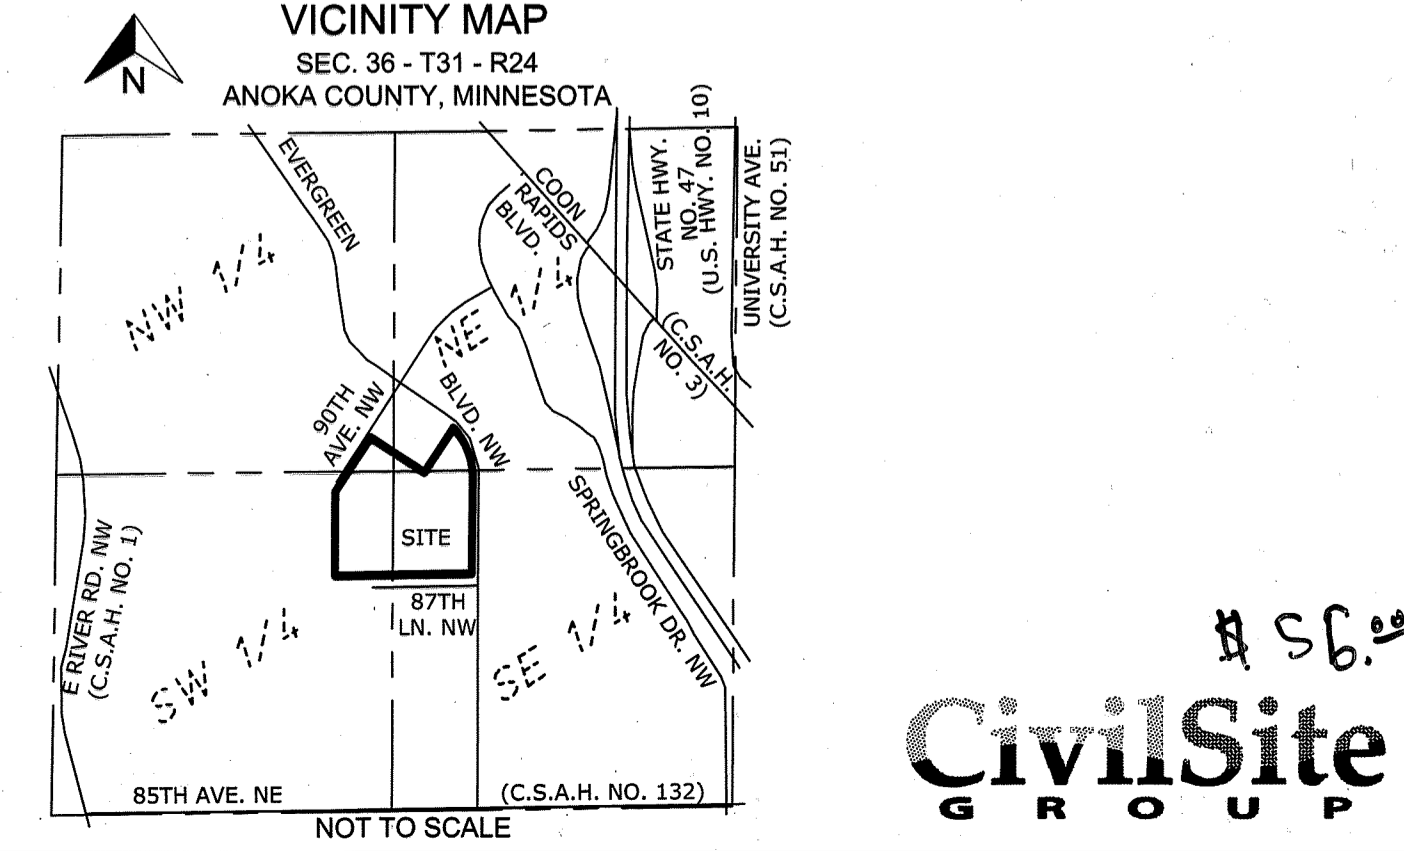 VICINITY MAP
SEC. 36 - T31 - R24
ANOKA COUNTY, MINNESOTA
N
EVERGREEN
BLVD. NW
COON
RAPIDS
BLVD.
(C.S.A.H.
NO. 3)
STATE HWY.
NO. 47
(U.S. HWY. NO. 10)
UNIVERSITY AVE.
(C.S.A.H. NO. 51)
NW 1/4
NE 1/4
90TH
AVE. NW
SITE
87TH
LN. NW
SPRINGBROOK DR. NW
E RIVER RD. NW
(C.S.A.H. NO. 1)
SW 1/4
SE 1/4
85TH AVE. NE
(C.S.A.H. NO. 132)
NOT TO SCALE
$ 56.00
CivilSite
GROUP